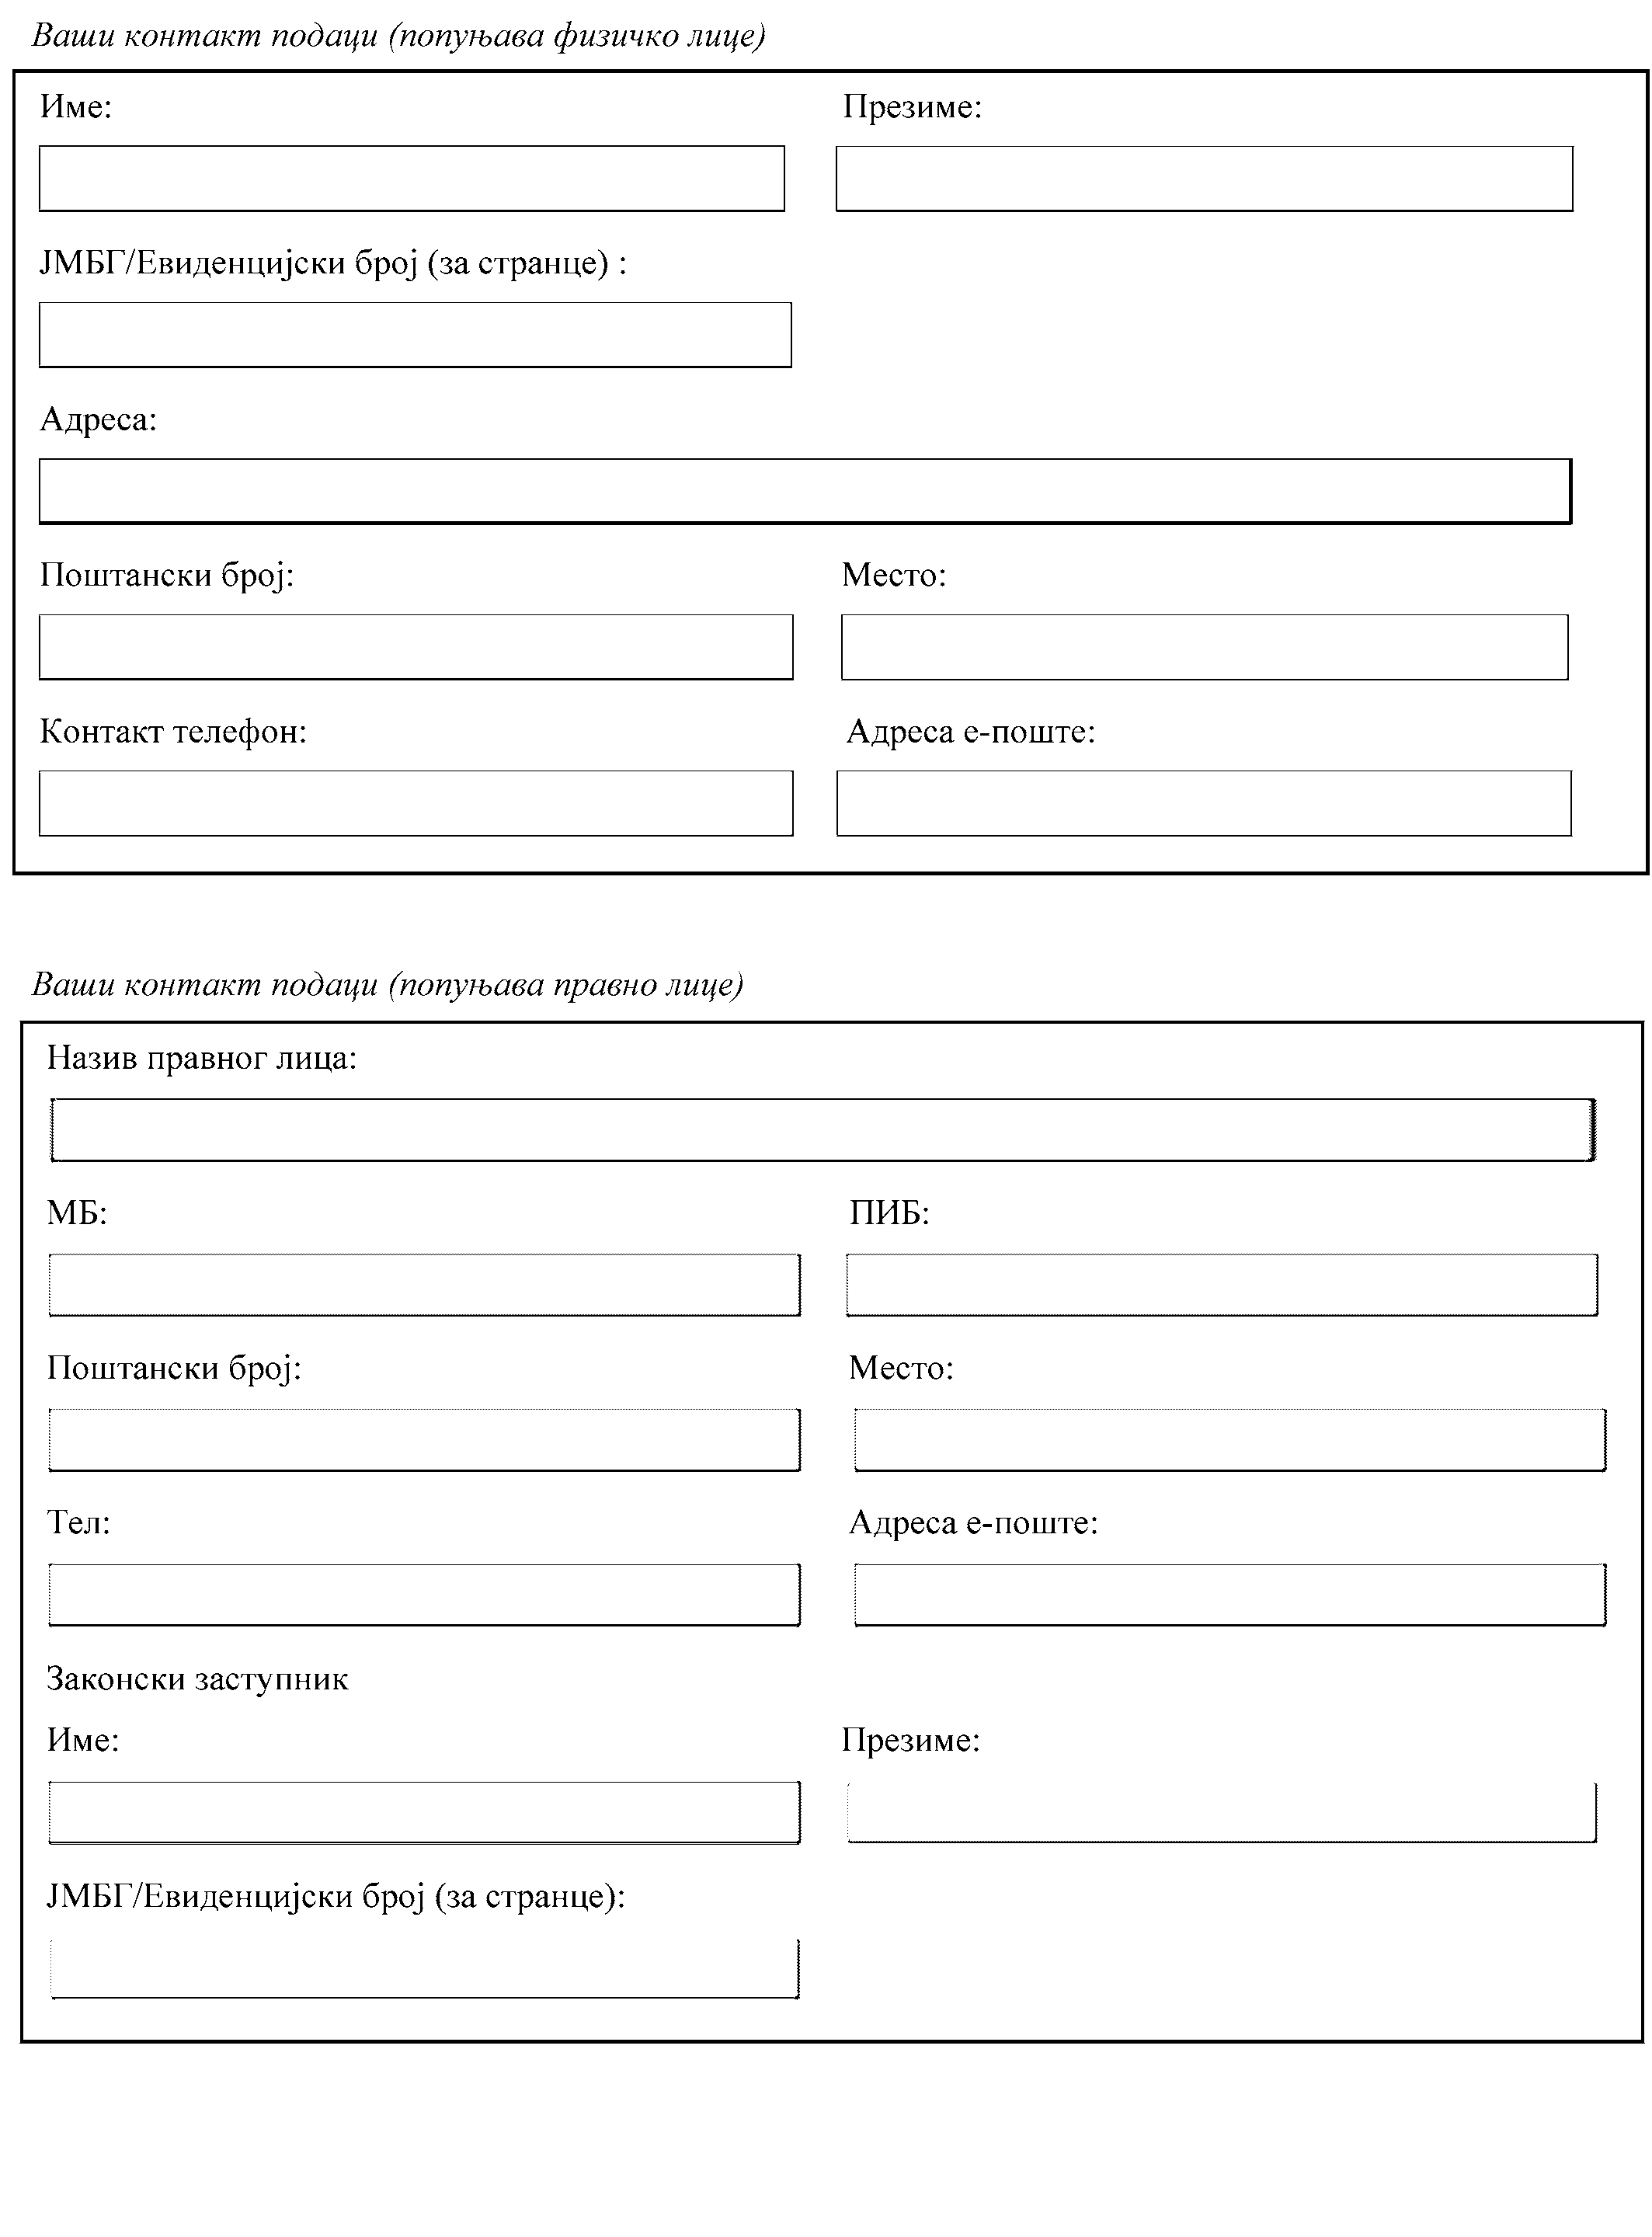 Ваши контакт подаци (попуњава физичко лице)
Име: Презиме:
ЈМБГ/Евиденцијски број (за странце) :
Адреса:
Поштански број: Место:
Контакт телефон: Адреса е-поште:
Ваши контакт подаци (попуњава правно лице)
Назив правног лица:
МБ: ПИБ:
Поштански број: Место:
Тел: Адреса е-поште:
Законски заступник
Име: Презиме:
ЈМБГ/Евиденцијски број (за странце):